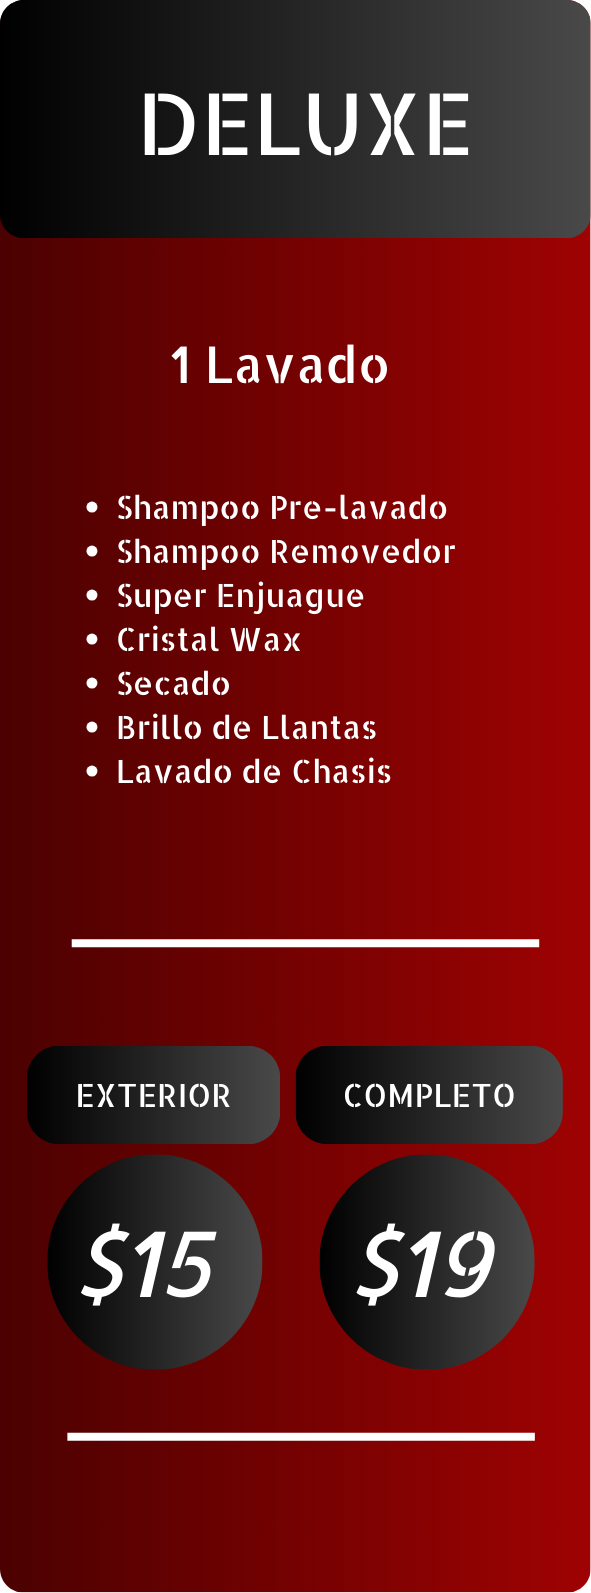 DELUXE
1 Lavado
• Shampoo Pre-lavado
• Shampoo Removedor
• Super Enjuague
• Cristal Wax
• Secado
• Brillo de Llantas
• Lavado de Chasis
EXTERIOR COMPLETO
$15 $19